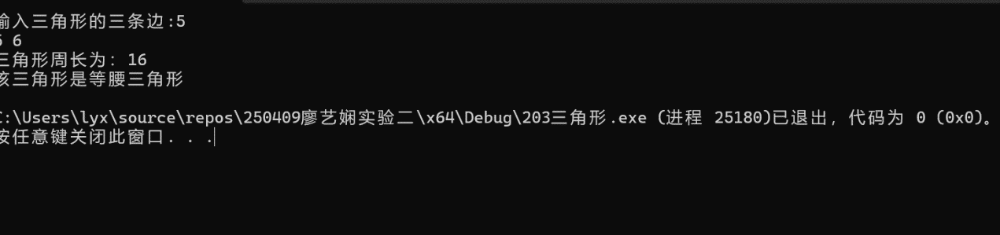 输入三角形的三条边:5
5 6
三角形周长为: 16
该三角形是等腰三角形
C:\Users\lyx\source\repos\250409廖艺娴实验二\x64\Debug\203三角形.exe (进程 25180)已退出，代码为 0 (0x0)。
按任意键关闭此窗口. . .